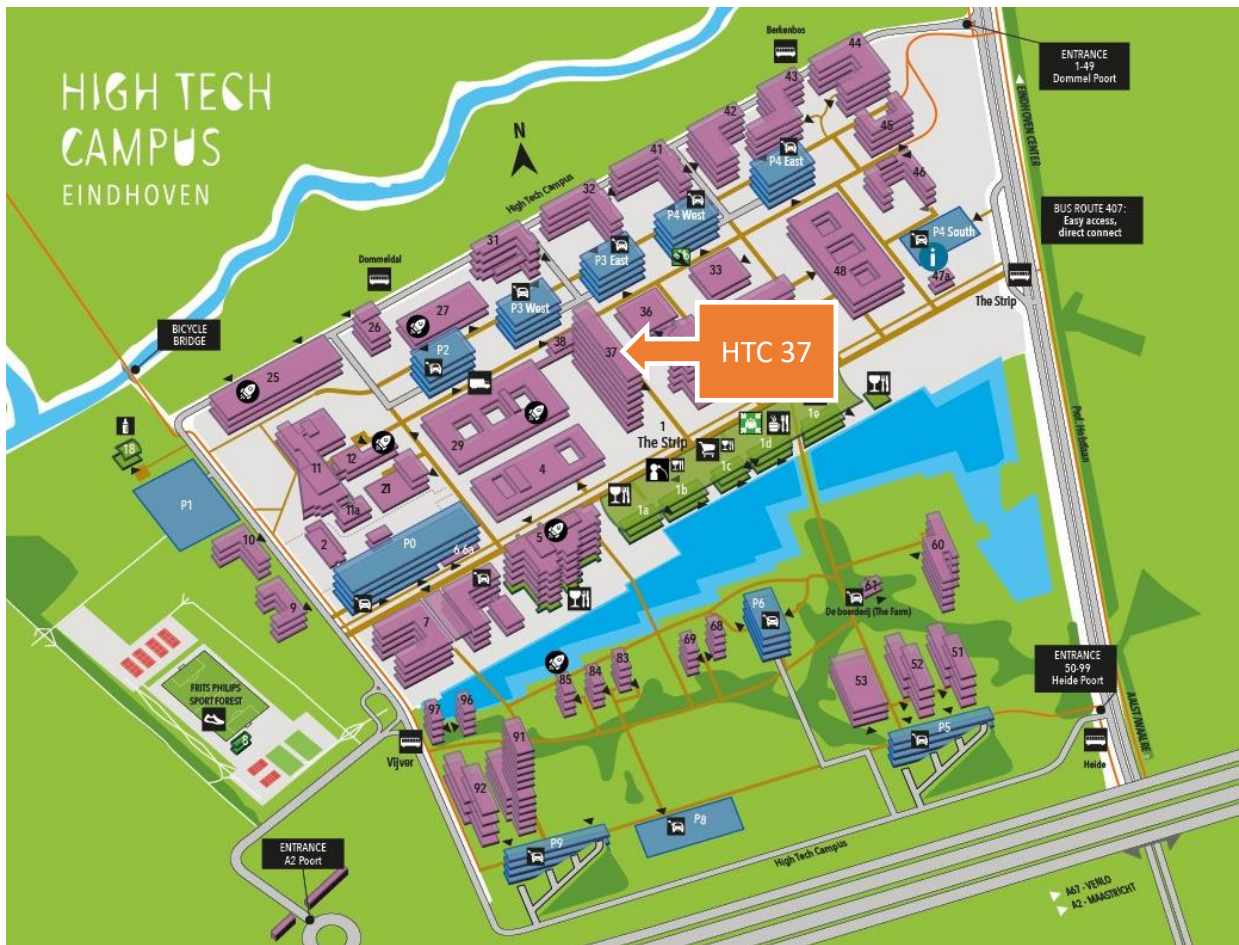 HIGH TECH
CAMPUS
EINDHOVEN
N
Berkenbos
ENTRANCE
1-49
Dommel Poort
EINDHOVEN CENTER
BUS ROUTE 407:
Easy access,
direct connect
High Tech Campus
44
43
42
41
32
31
45
46
P4 East
P4 West
P3 East
P3 West
P4 South
i
47a
The Strip
48
33
36
Dommeldal
26
27
P2
38
37
HTC 37
BICYCLE
BRIDGE
25
18
P1
12
11
11a
21
29
4
2
P0
6
6a
5
10
9
7
1
The Strip
1a
1b
1c
1d
1e
60
61
De boerderij (The Farm)
P6
68
69
83
84
85
96
97
53
52
51
P5
ENTRANCE
50-99
Heide Poort
Heide
AALST/WAALRE
FRITS PHILIPS
SPORT FOREST
8
Vijver
91
92
P9
P8
High Tech Campus
ENTRANCE
A2 Poort
A67 - VENLO
A2 - MAASTRICHT